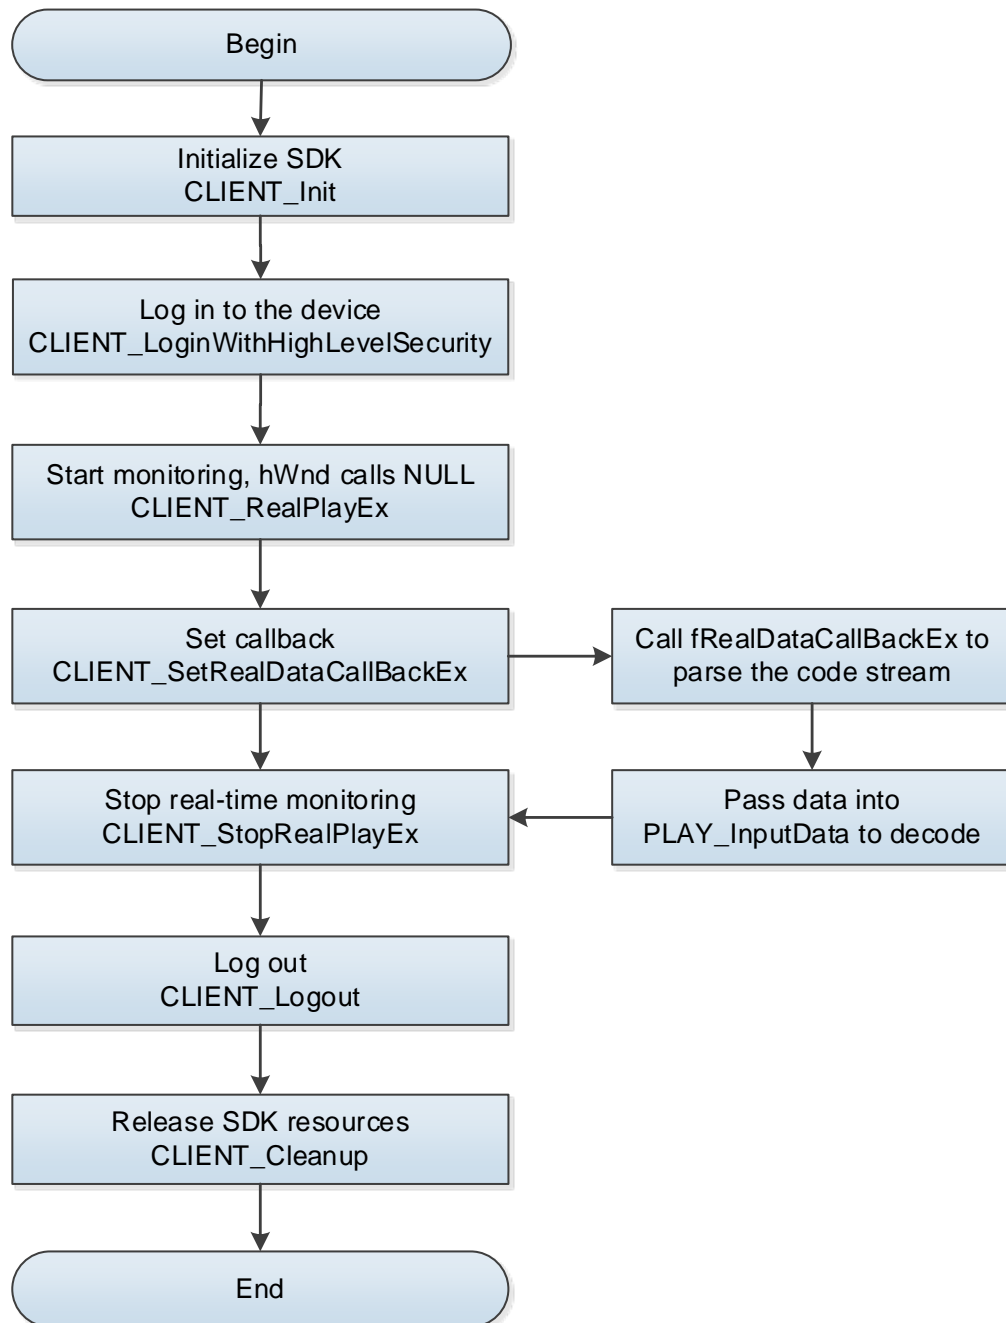 Begin
Initialize SDK
CLIENT_Init
Log in to the device
CLIENT_LoginWithHighLevelSecurity
Start monitoring, hWnd calls NULL
CLIENT_RealPlayEx
Set callback
CLIENT_SetRealDataCallBackEx
Call fRealDataCallBackEx to
parse the code stream
Stop real-time monitoring
CLIENT_StopRealPlayEx
Pass data into
PLAY_InputData to decode
Log out
CLIENT_Logout
Release SDK resources
CLIENT_Cleanup
End